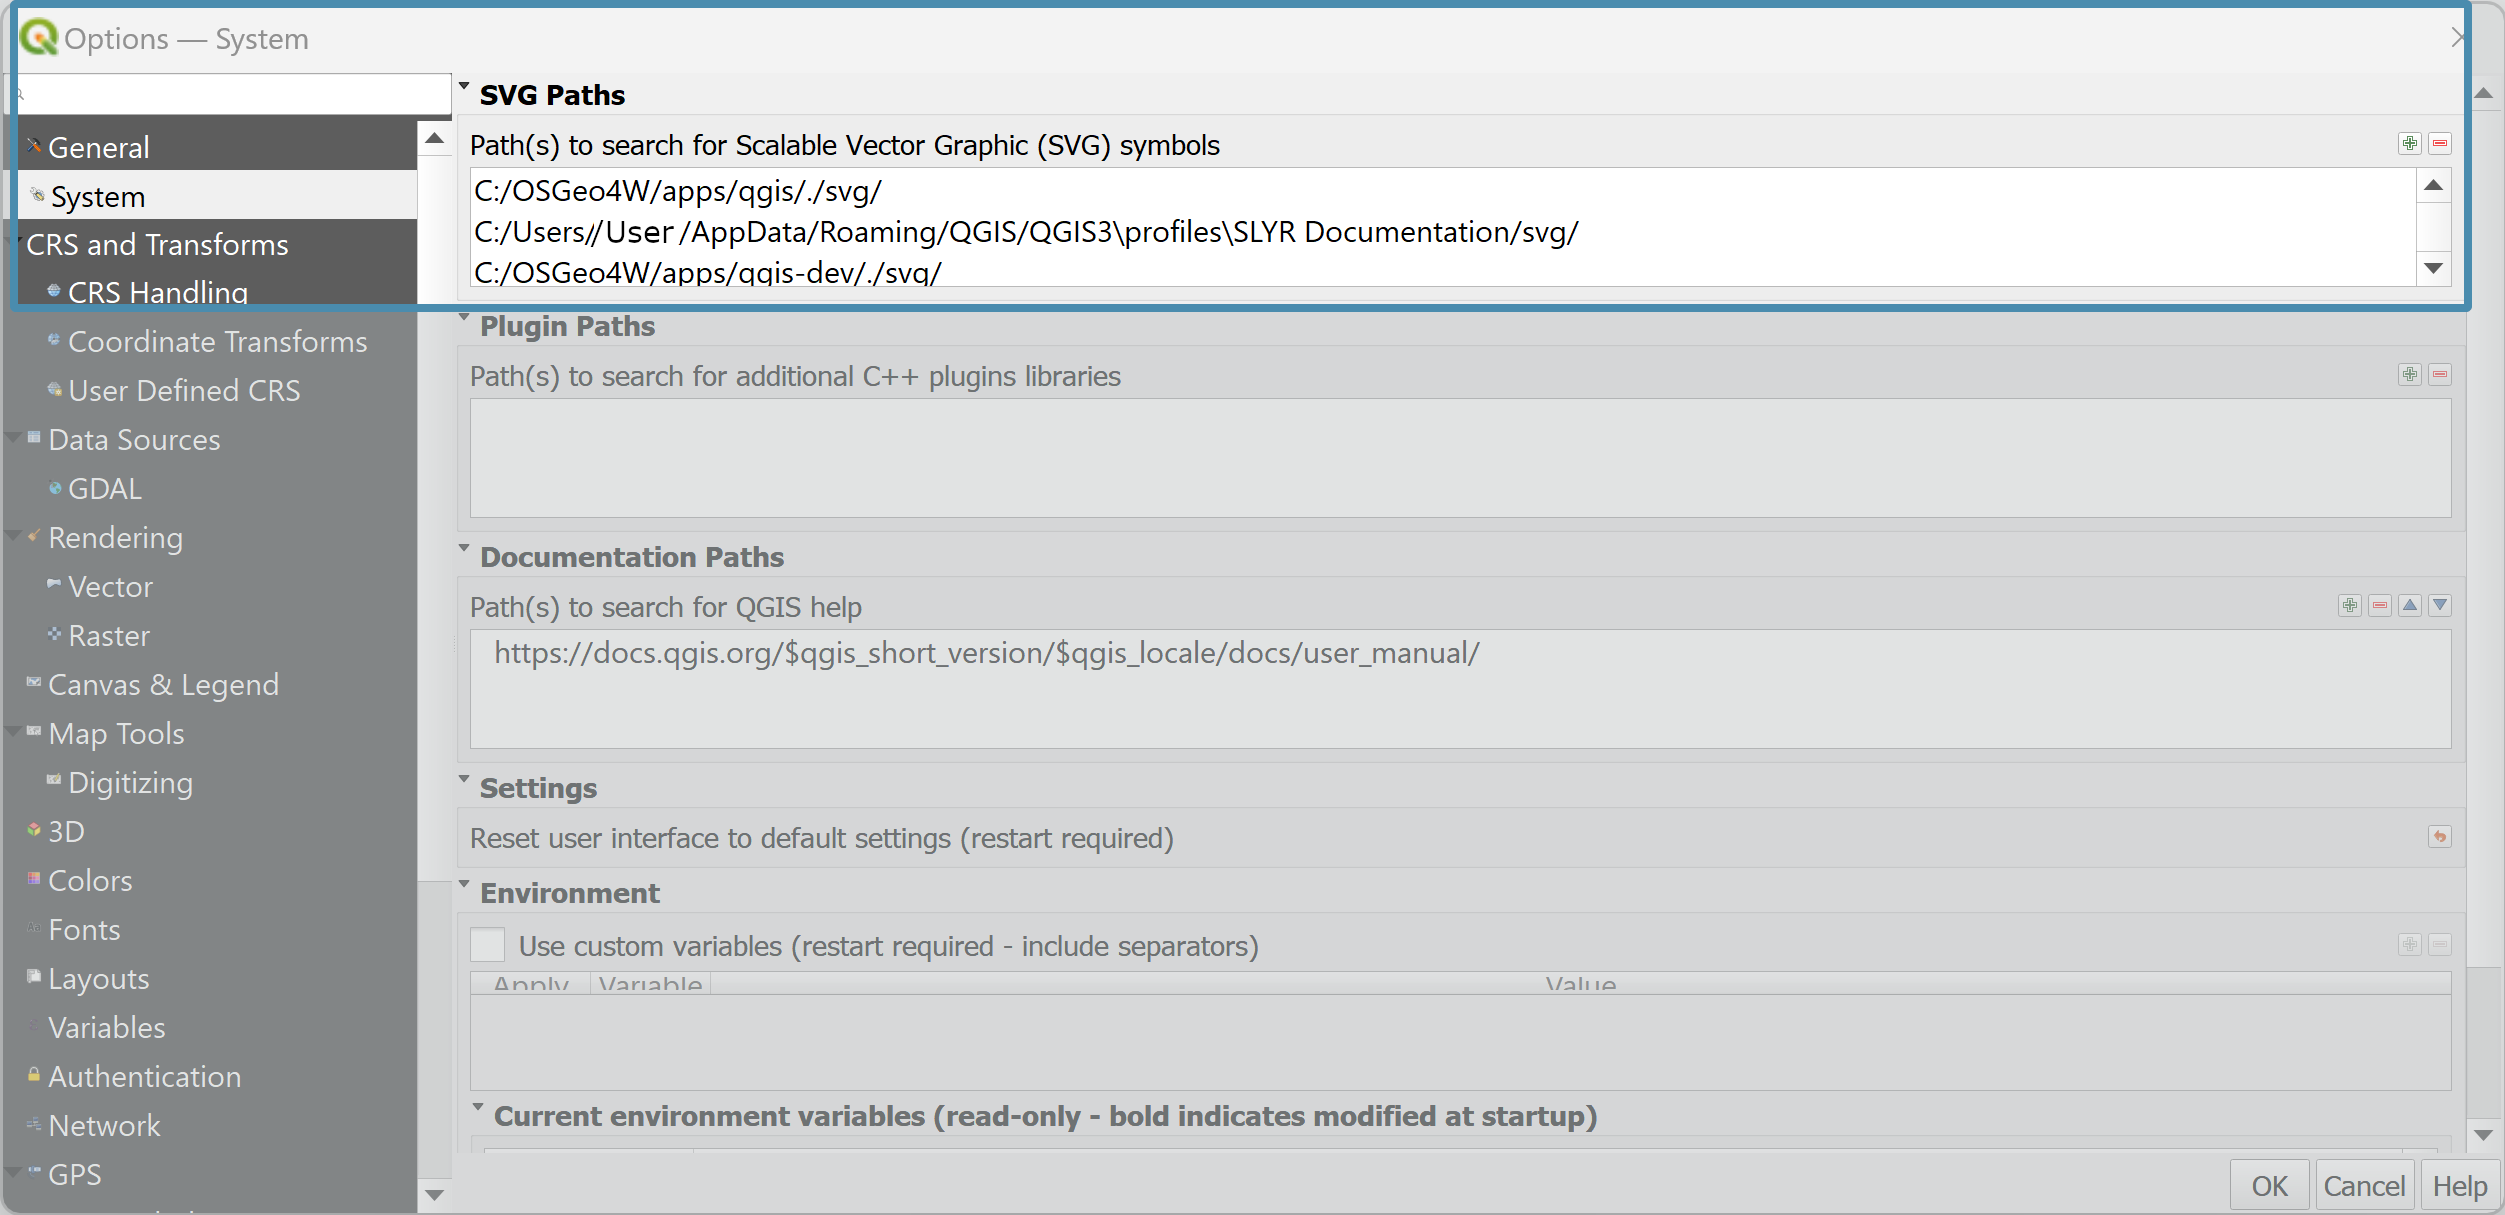 Options — System
General
System
CRS and Transforms
CRS Handling
Coordinate Transforms
User Defined CRS
Data Sources
GDAL
Rendering
Vector
Raster
Canvas & Legend
Map Tools
Digitizing
3D
Colors
Fonts
Layouts
Variables
Authentication
Network
GPS
SVG Paths
Path(s) to search for Scalable Vector Graphic (SVG) symbols
C:/OSGeo4W/apps/qgis/./svg/
C:/Users//User/AppData/Roaming/QGIS/QGIS3\profiles\SLYR Documentation/svg/
C:/OSGeo4W/apps/qgis-dev/./svg/
Plugin Paths
Path(s) to search for additional C++ plugins libraries
Documentation Paths
Path(s) to search for QGIS help
https://docs.qgis.org/$qgis_short_version/$qgis_locale/docs/user_manual/
Settings
Reset user interface to default settings (restart required)
Environment
Use custom variables (restart required - include separators)
Apply Variable Value
Current environment variables (read-only - bold indicates modified at startup)
OK Cancel Help